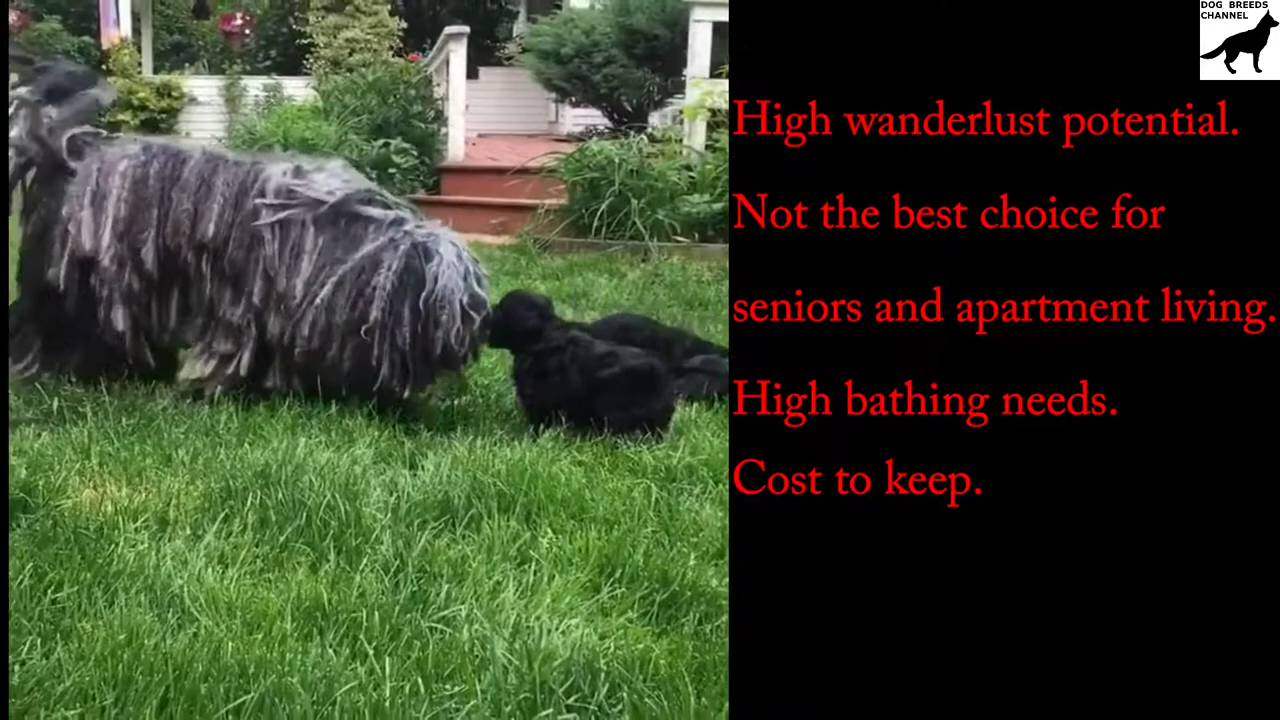 DOG BREEDS
CHANNEL
High wanderlust potential.
Not the best choice for
seniors and apartment living.
High bathing needs.
Cost to keep.